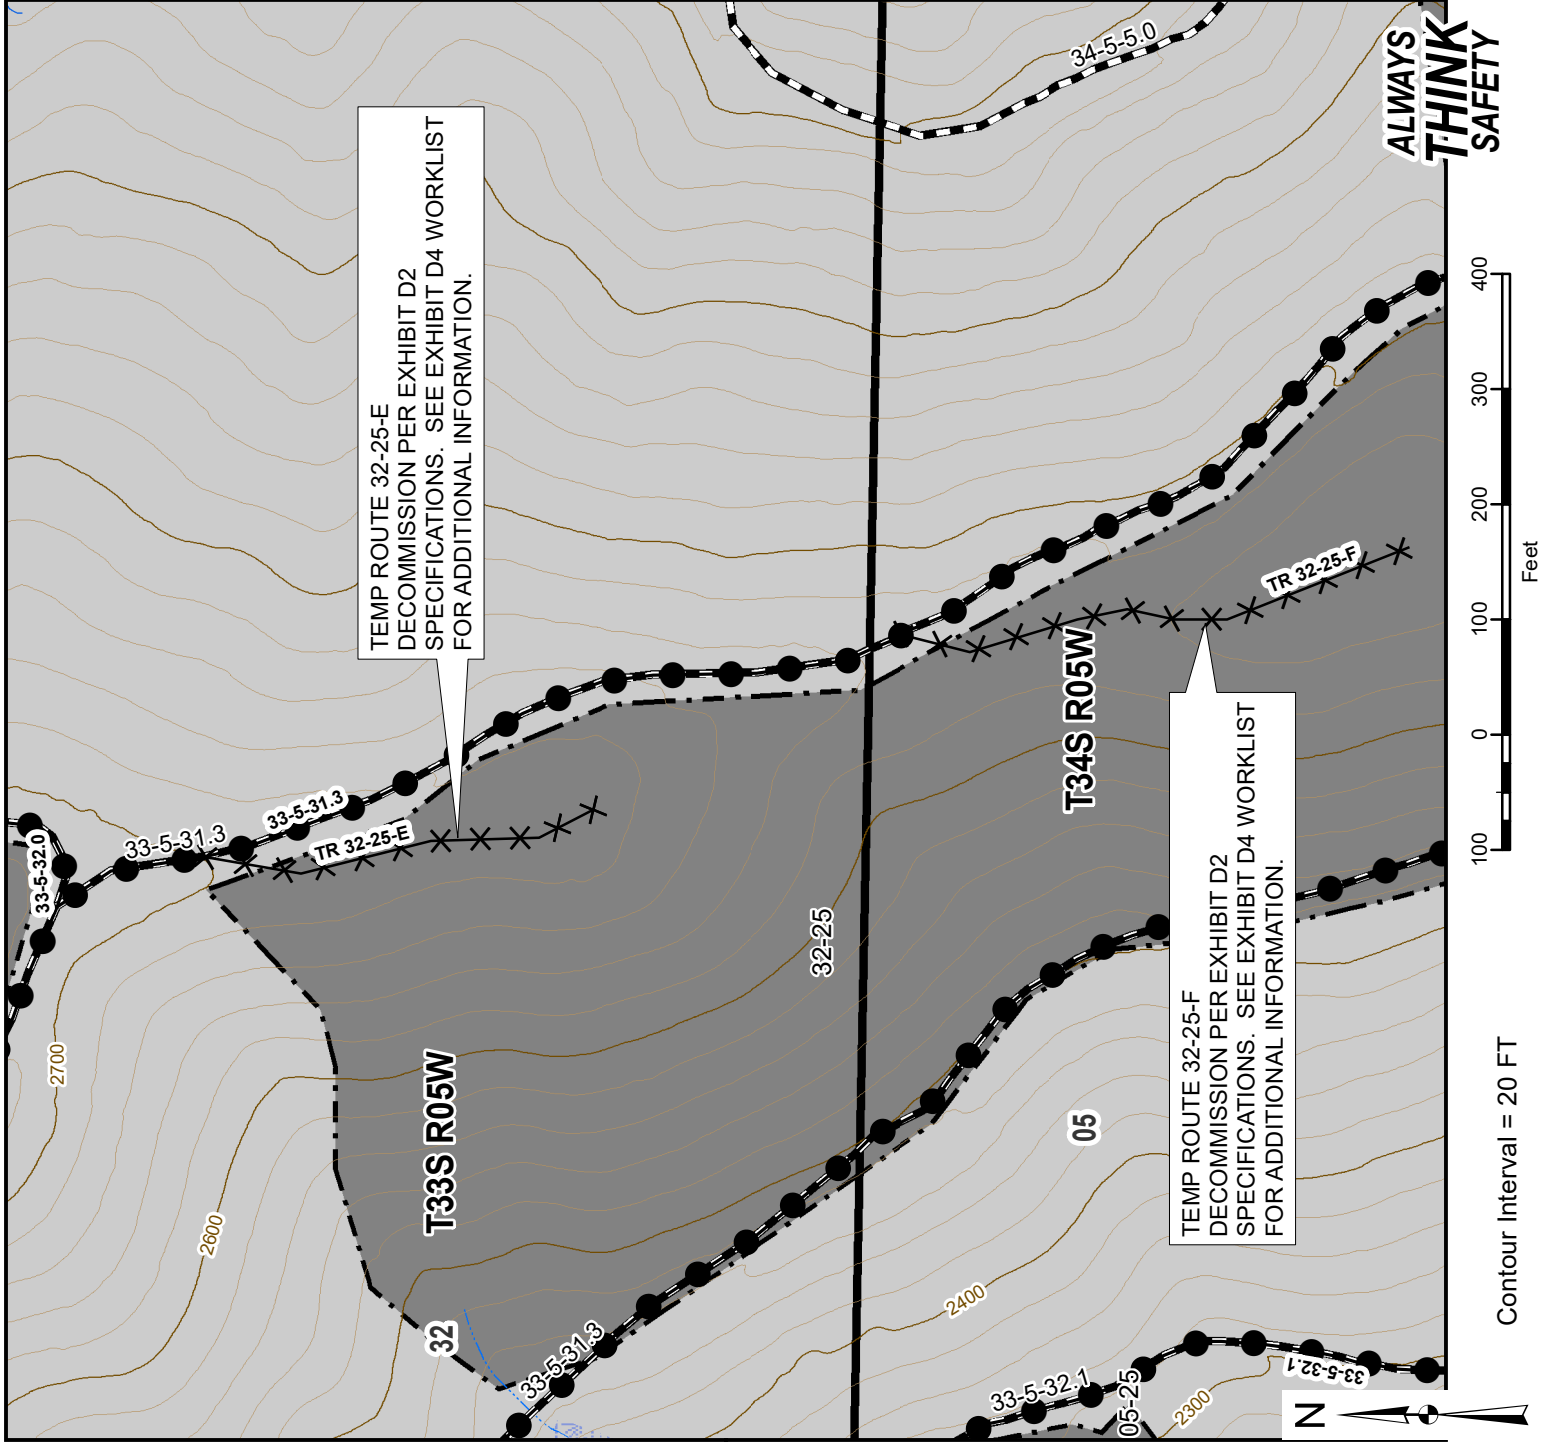 34-5-5.0
ALWAYS
THINK
SAFETY
TEMP ROUTE 32-25-E
DECOMMISSION PER EXHIBIT D2
SPECIFICATIONS. SEE EXHIBIT D4 WORKLIST
FOR ADDITIONAL INFORMATION.
33-5-32.0
33-5-31.3
33-5-31.3
TR 32-25-E
2700
2600
T33S R05W
32
33-5-31.3
32-25
T34S R05W
TR 32-25-F
TEMP ROUTE 32-25-F
DECOMMISSION PER EXHIBIT D2
SPECIFICATIONS. SEE EXHIBIT D4 WORKLIST
FOR ADDITIONAL INFORMATION.
05
2400
33-5-32.1
05-25
2300
33-5-32.1
N
100 0 100 200 300 400
Feet
Contour Interval = 20 FT